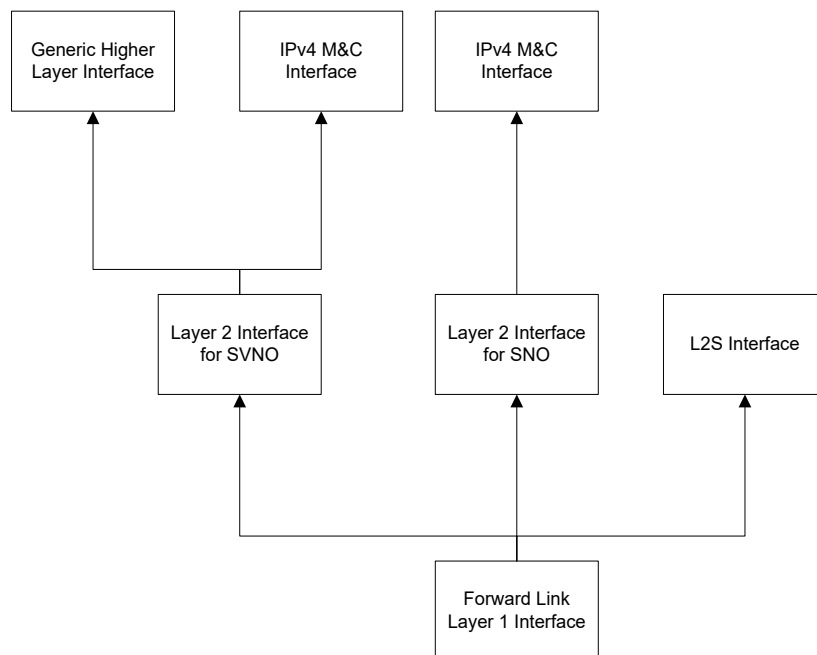 Generic Higher
Layer Interface
IPv4 M&C
Interface
IPv4 M&C
Interface
Layer 2 Interface
for SVNO
Layer 2 Interface
for SNO
L2S Interface
Forward Link
Layer 1 Interface